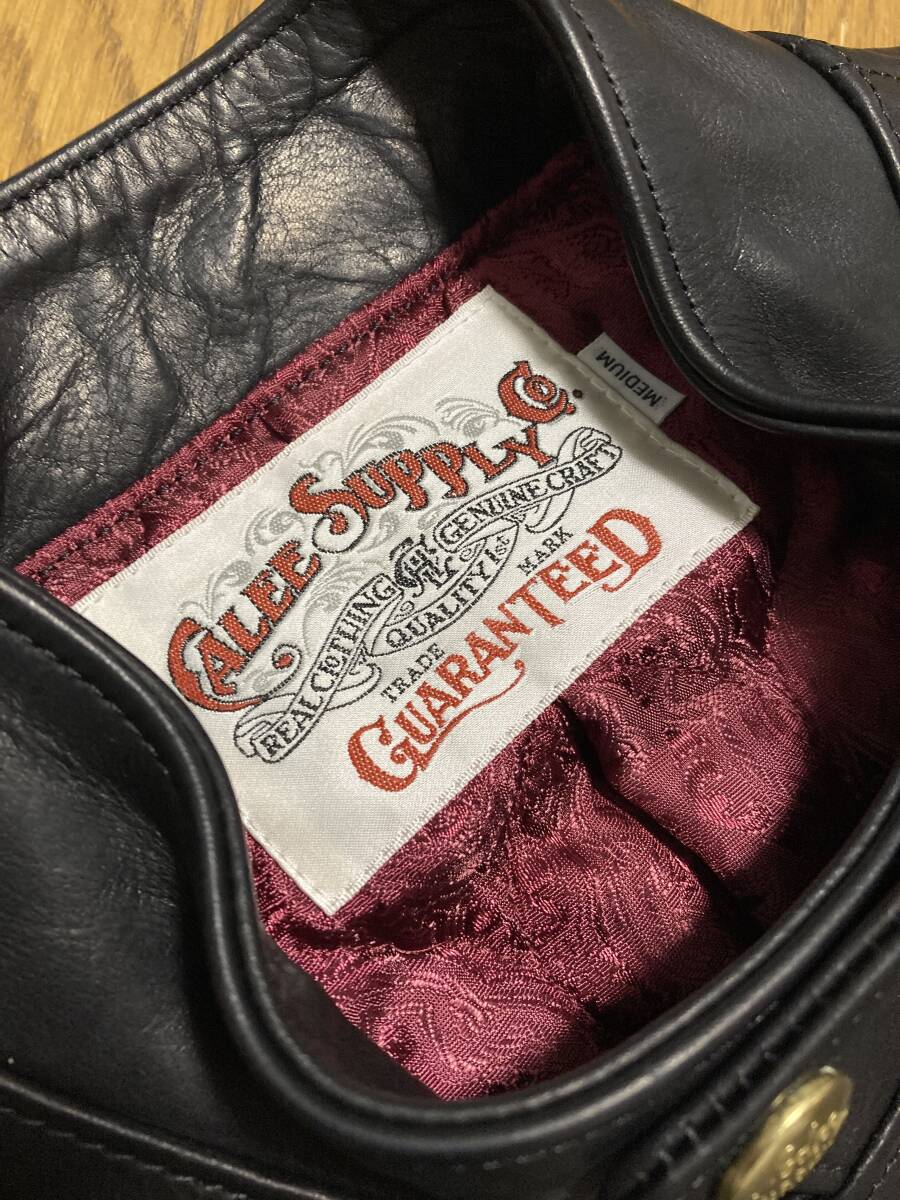 CALEE SUPPLY Co.
REAL CLOTHING GENUINE CRAFT
QUALITY 1st
TRADE MARK
GUARANTEED
MEDIUM